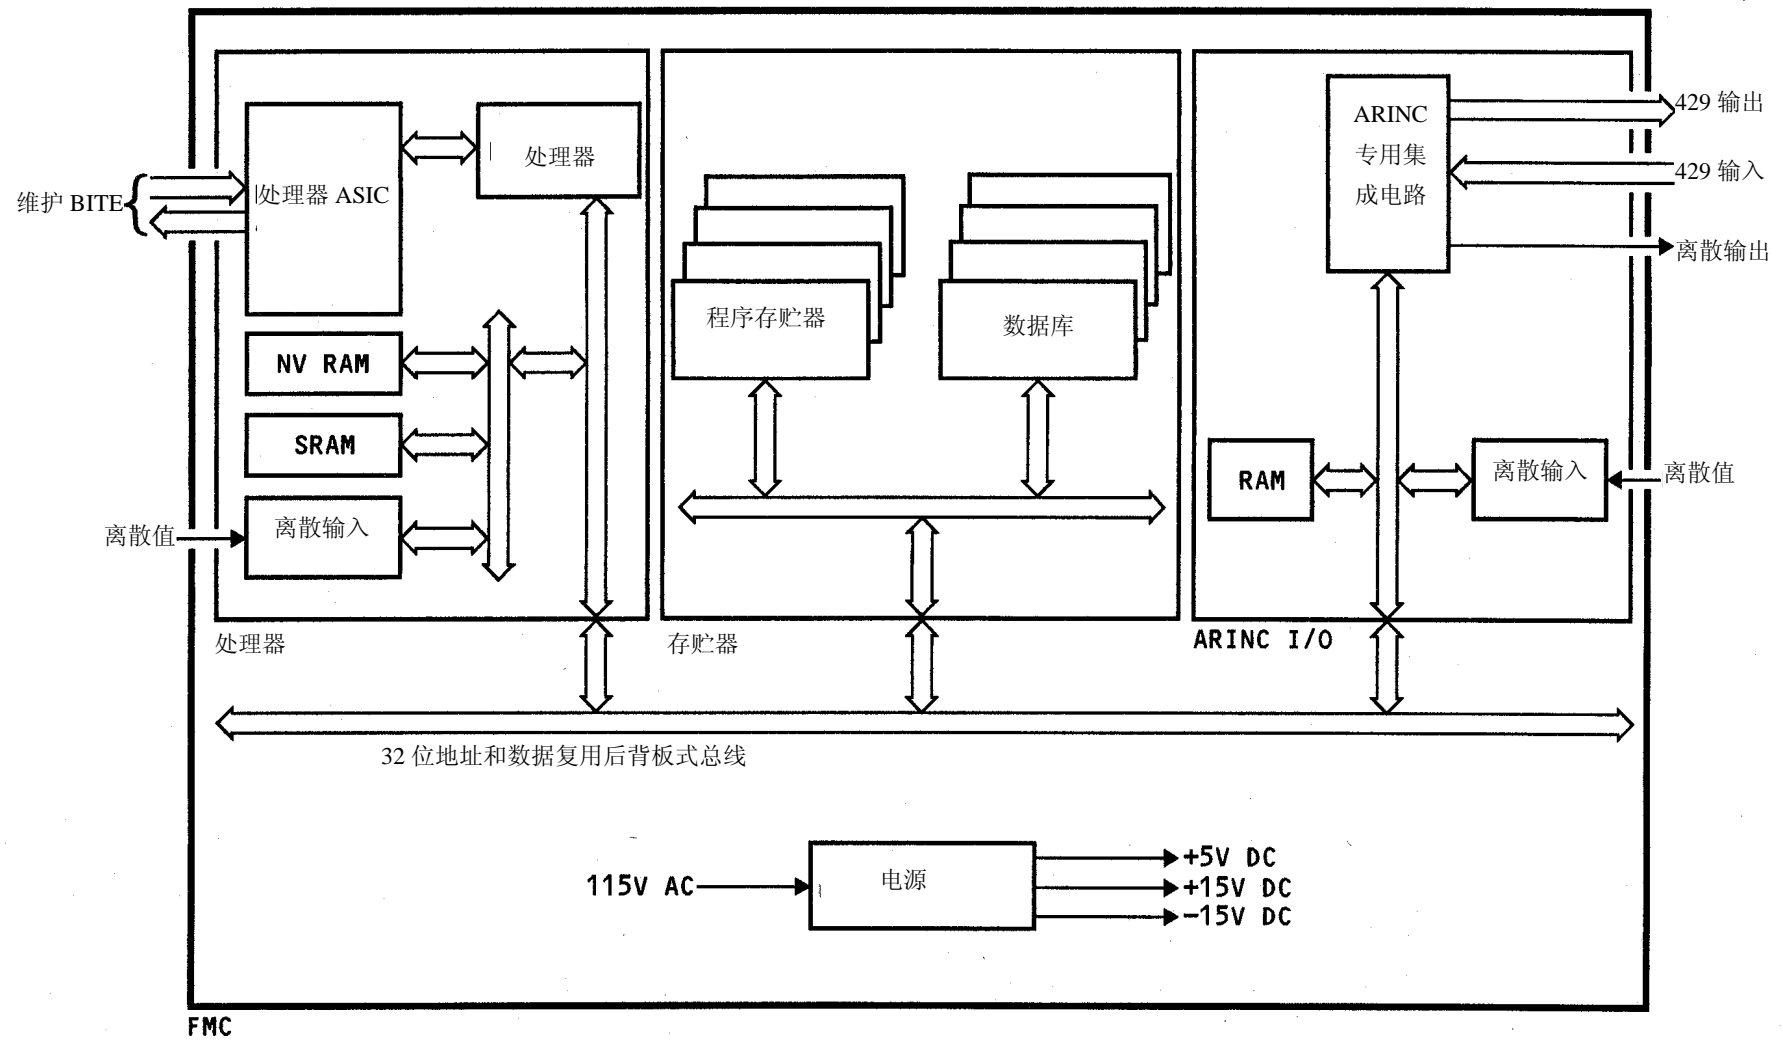 维护 BITE
处理器 ASIC
处理器
NV RAM
SRAM
离散值
离散输入
处理器
程序存贮器
数据库
存贮器
ARINC
专用集
成电路
429 输出
429 输入
离散输出
RAM
离散输入
离散值
ARINC I/O
32 位地址和数据复用后背板式总线
115V AC
电源
+5V DC
+15V DC
-15V DC
FMC